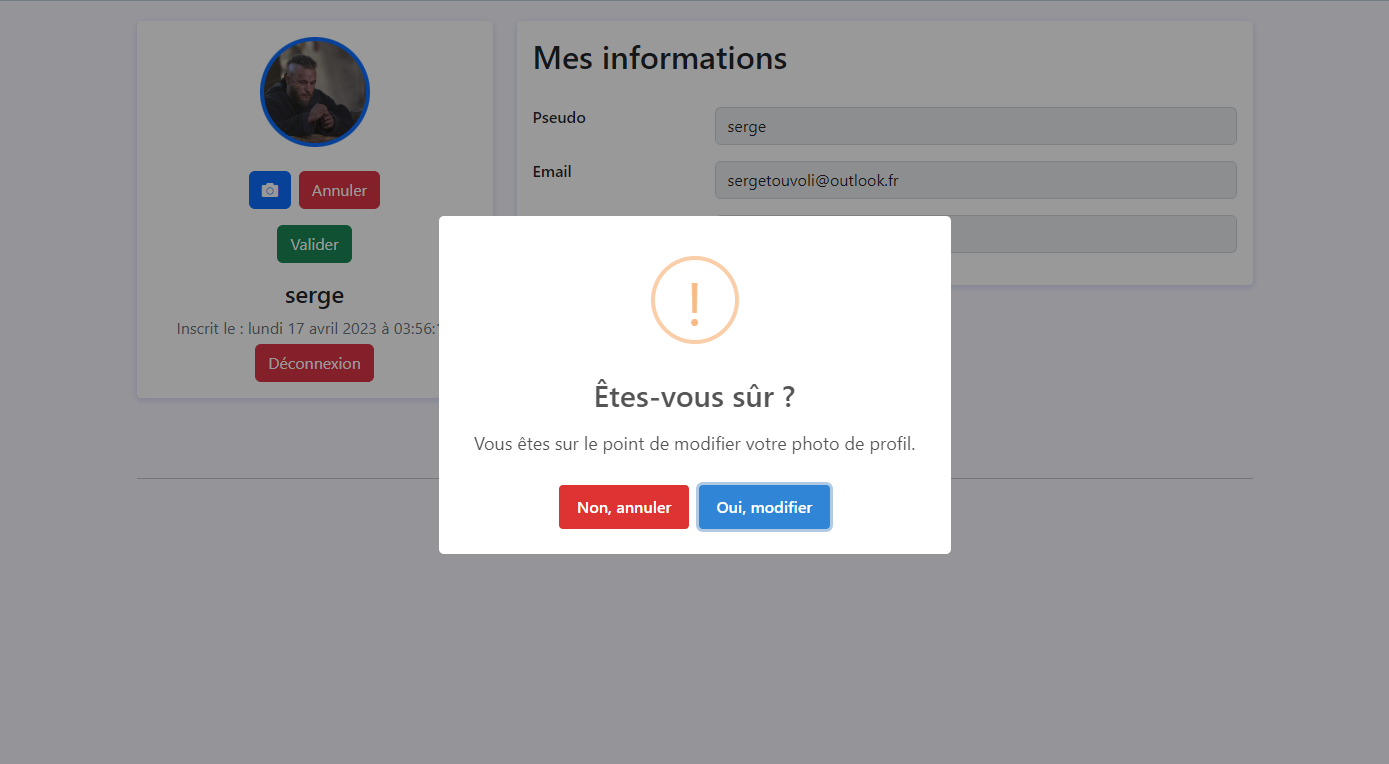 Mes informations
Pseudo
serge
Email
sergetouvoli@outlook.fr
Annuler
Valider
serge
Inscrit le : lundi 17 avril 2023 à 03:56:
Déconnexion
!
Êtes-vous sûr ?
Vous êtes sur le point de modifier votre photo de profil.
Non, annuler
Oui, modifier